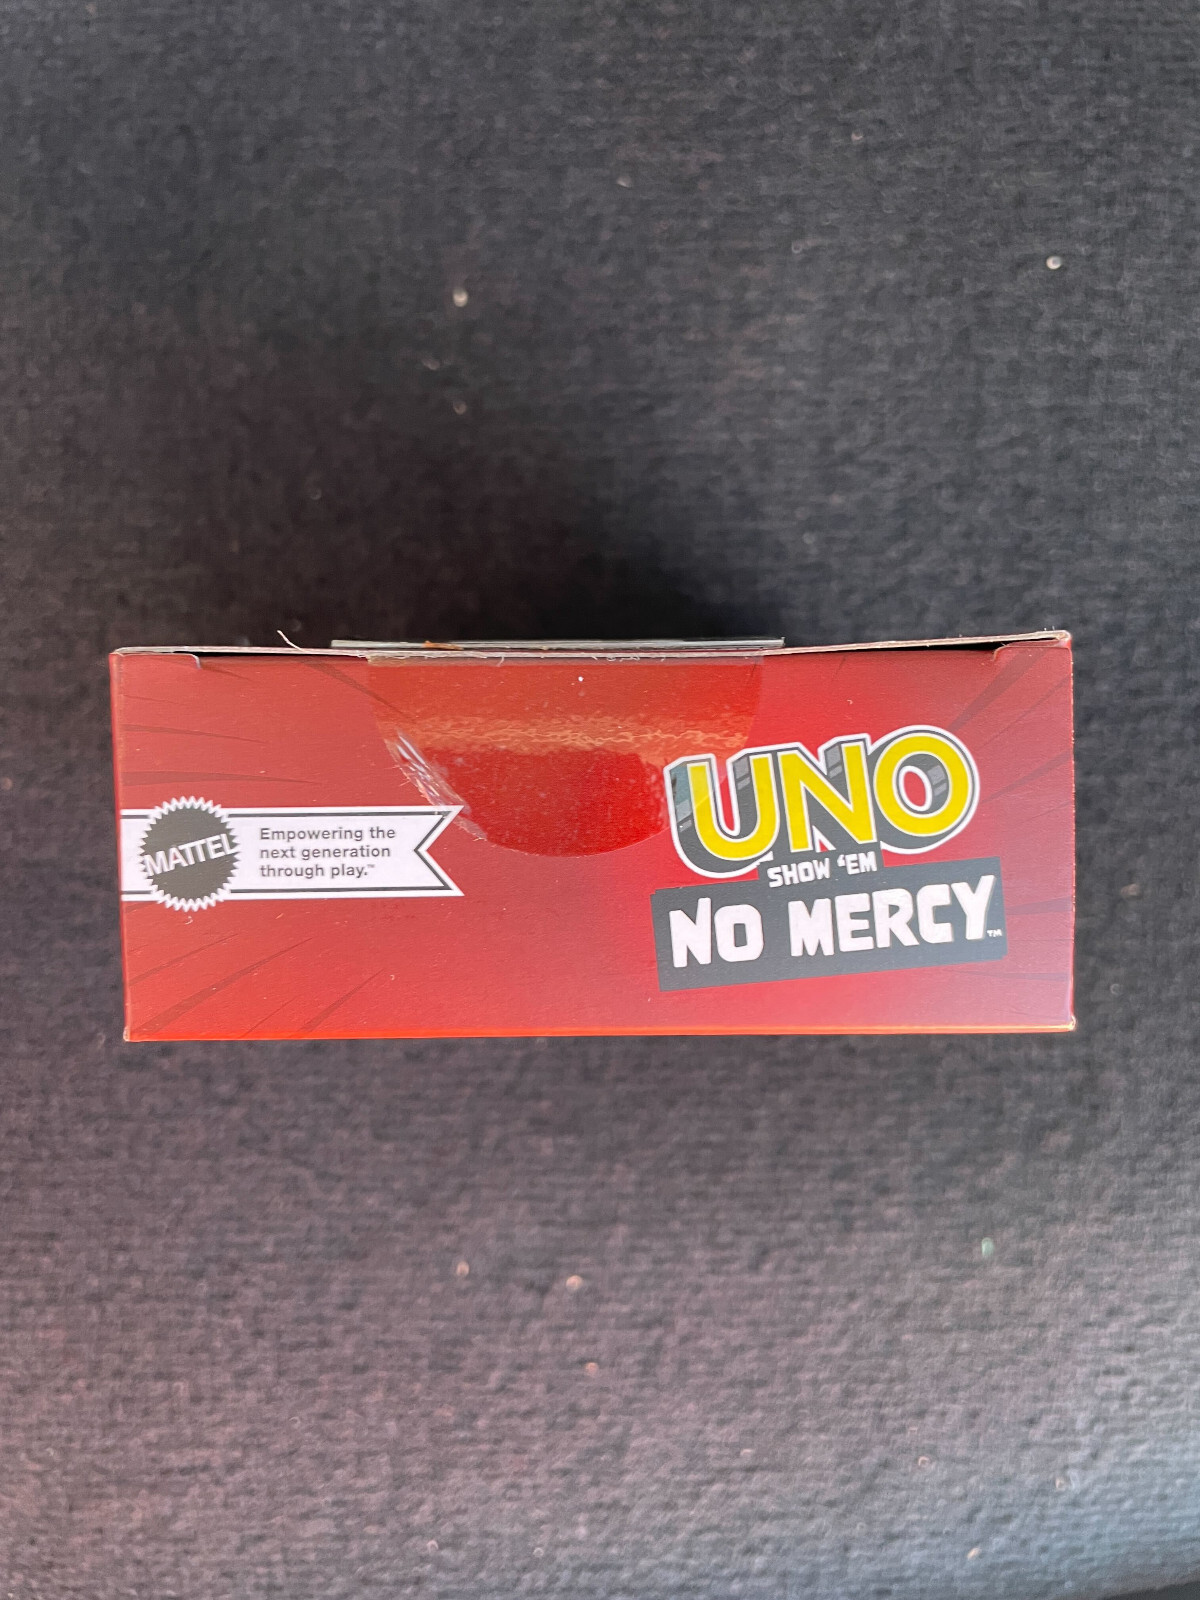 MATTEL
Empowering the
next generation
through play.™
UNO
SHOW ‘EM
NO MERCY™